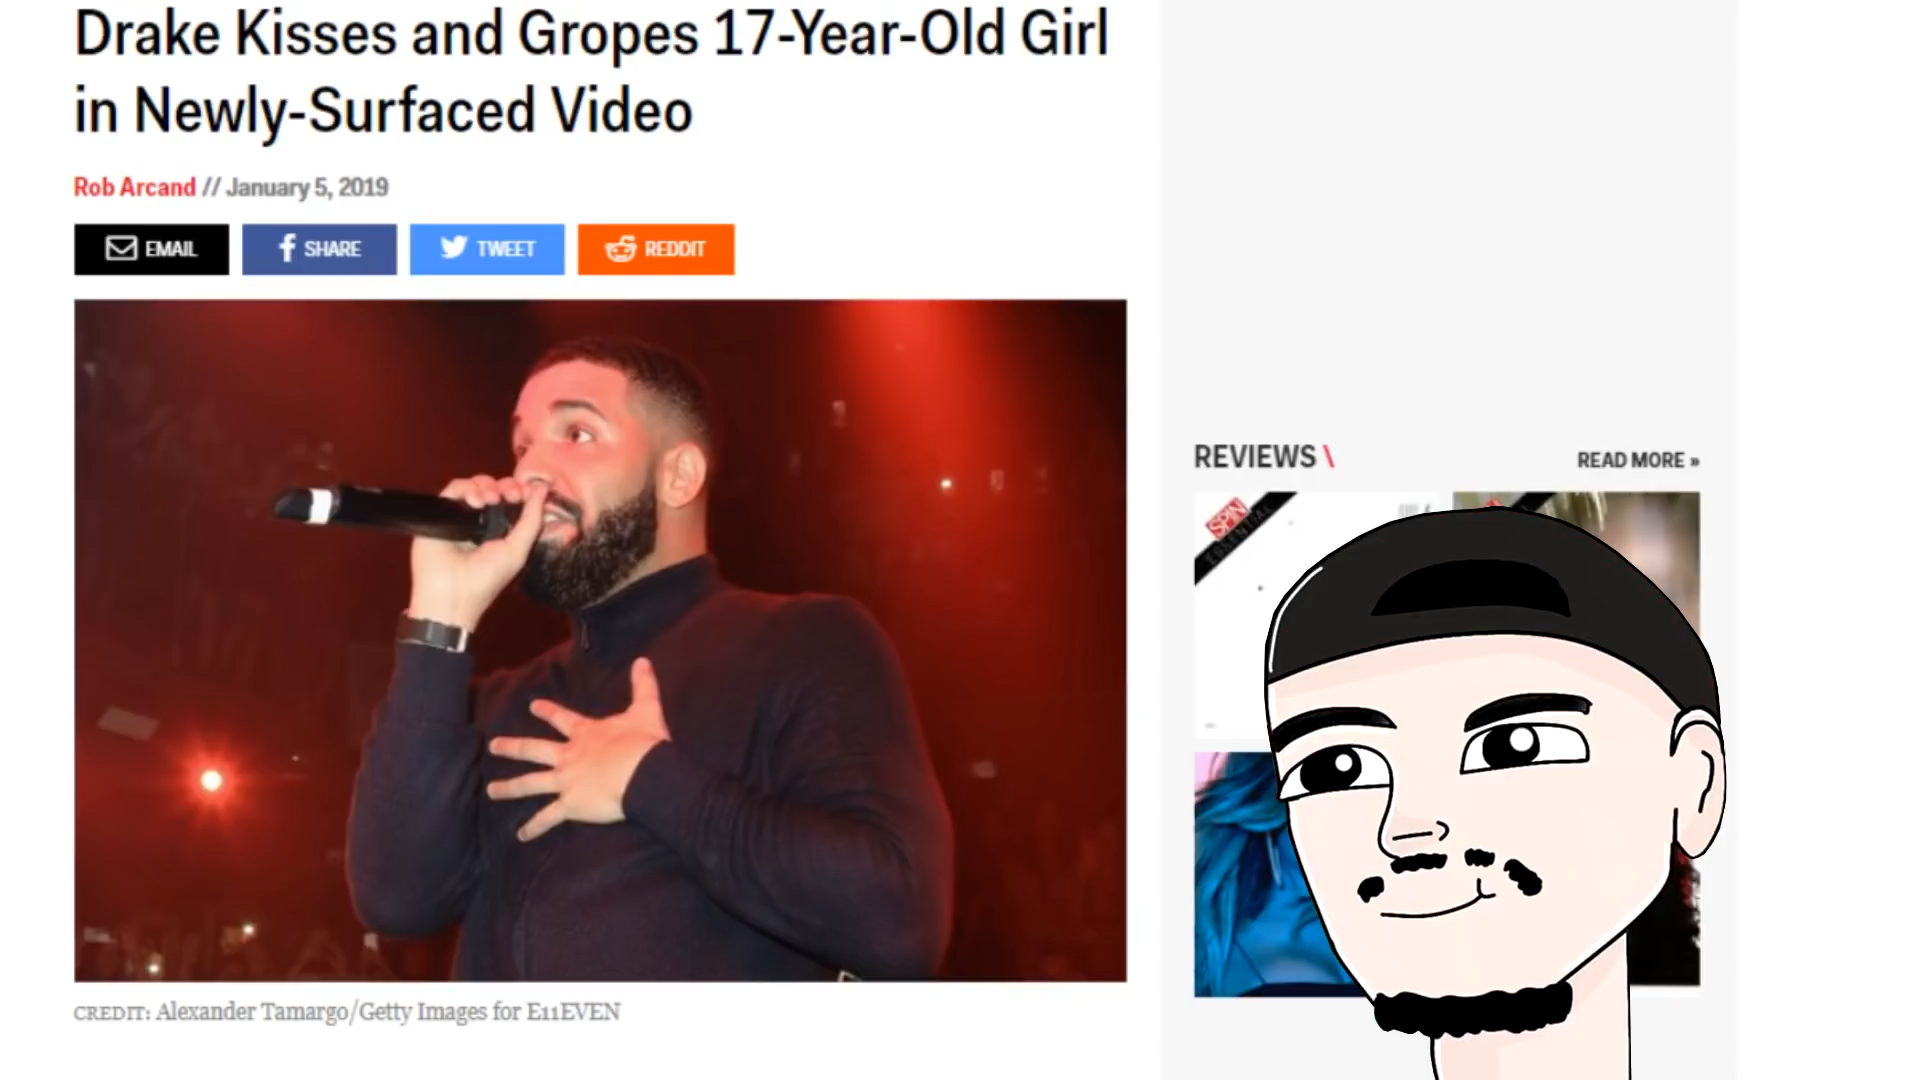 Drake Kisses and Gropes 17-Year-Old Girl
in Newly-Surfaced Video
Rob Arcand // January 5, 2019
EMAIL
SHARE
TWEET
REDDIT
CREDIT: Alexander Tamargo/Getty Images for E11EVEN
REVIEWS \
READ MORE »
SPIN
ESSENTIAL